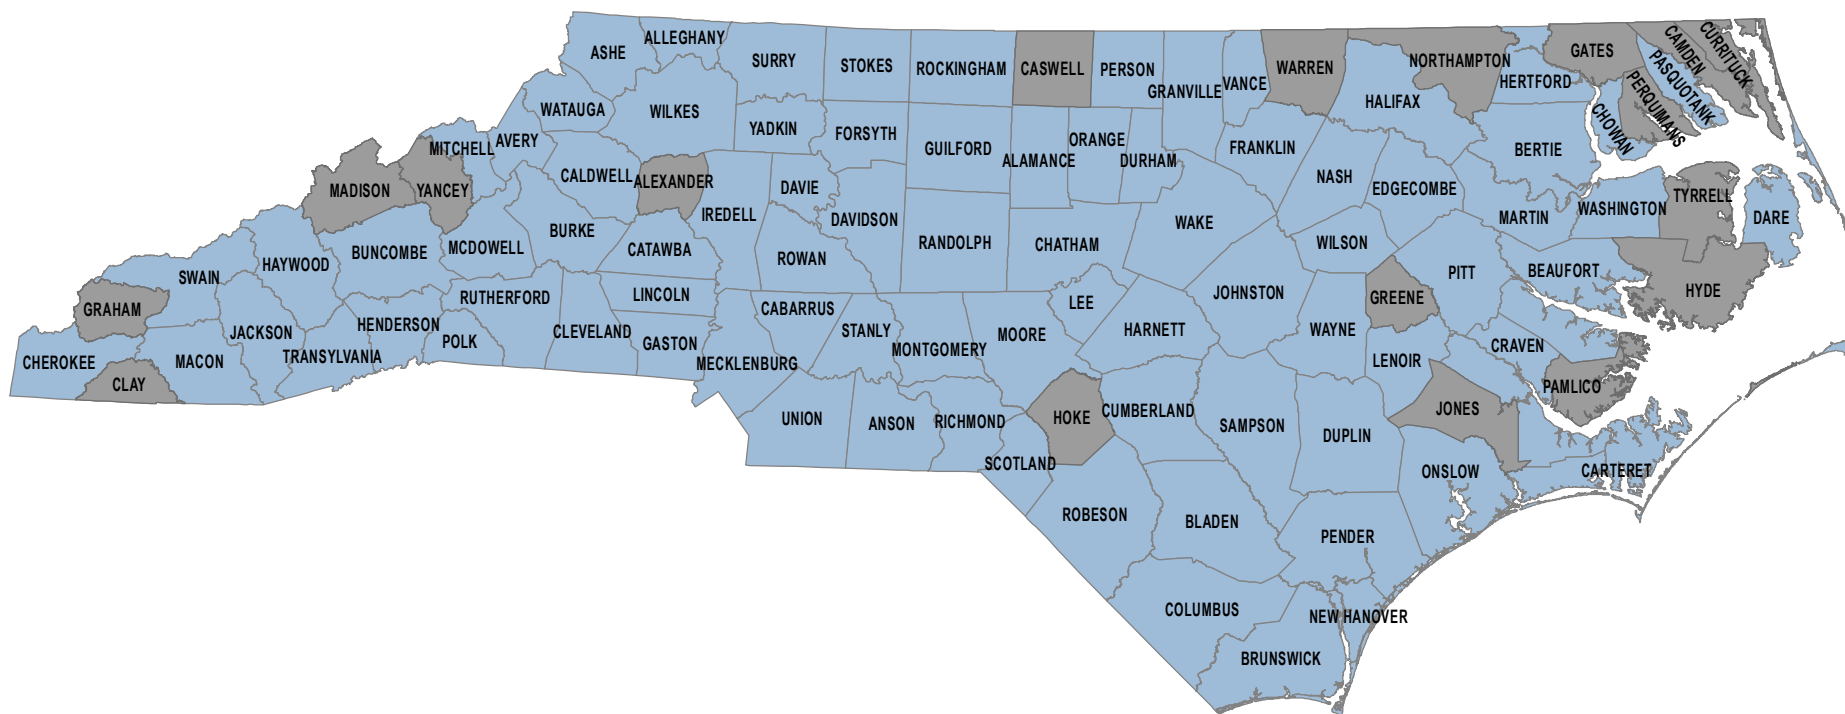 ASHE
ALLEGHANY
SURRY
STOKES
ROCKINGHAM
CASWELL
PERSON
GRANVILLE
VANCE
WARREN
NORTHAMPTON
HALIFAX
HERTFORD
GATES
CAMDEN
CURRITUCK
PASQUOTANK
PERQUMANS
CHOWAN
WATAUGA
WILKES
YADKIN
FORSYTH
GUILFORD
ALAMANCE
ORANGE
DURHAM
FRANKLIN
NASH
EDGECOMBE
BERTIE
MITCHELL
AVERY
CALDWELL
ALEXANDER
IREDELL
DAVIE
DAVIDSON
RANDOLPH
CHATHAM
WAKE
WILSON
MARTIN
WASHINGTON
TYRRELL
DARE
MADISON
YANCEY
MCDOWELL
BURKE
CATAWBA
ROWAN
BUNCOMBE
HAYWOOD
SWAIN
GRAHAM
JACKSON
HENDERSON
RUTHERFORD
LINCOLN
CABARRUS
STANLY
MONTGOMERY
MOORE
LEE
HARNETT
JOHNSTON
WAYNE
GREENE
PITT
BEAUFORT
HYDE
CHEROKEE
CLAY
MACON
TRANSYLVANIA
POLK
CLEVELAND
GASTON
MECKLENBURG
UNION
ANSON
RICHMOND
SCOTLAND
HOKE
CUMBERLAND
SAMPSON
DUPLIN
LENOIR
JONES
CRAVEN
PAMLICO
ONSLOW
CARTERET
ROBESON
BLADEN
PENDER
COLUMBUS
NEW HANOVER
BRUNSWICK